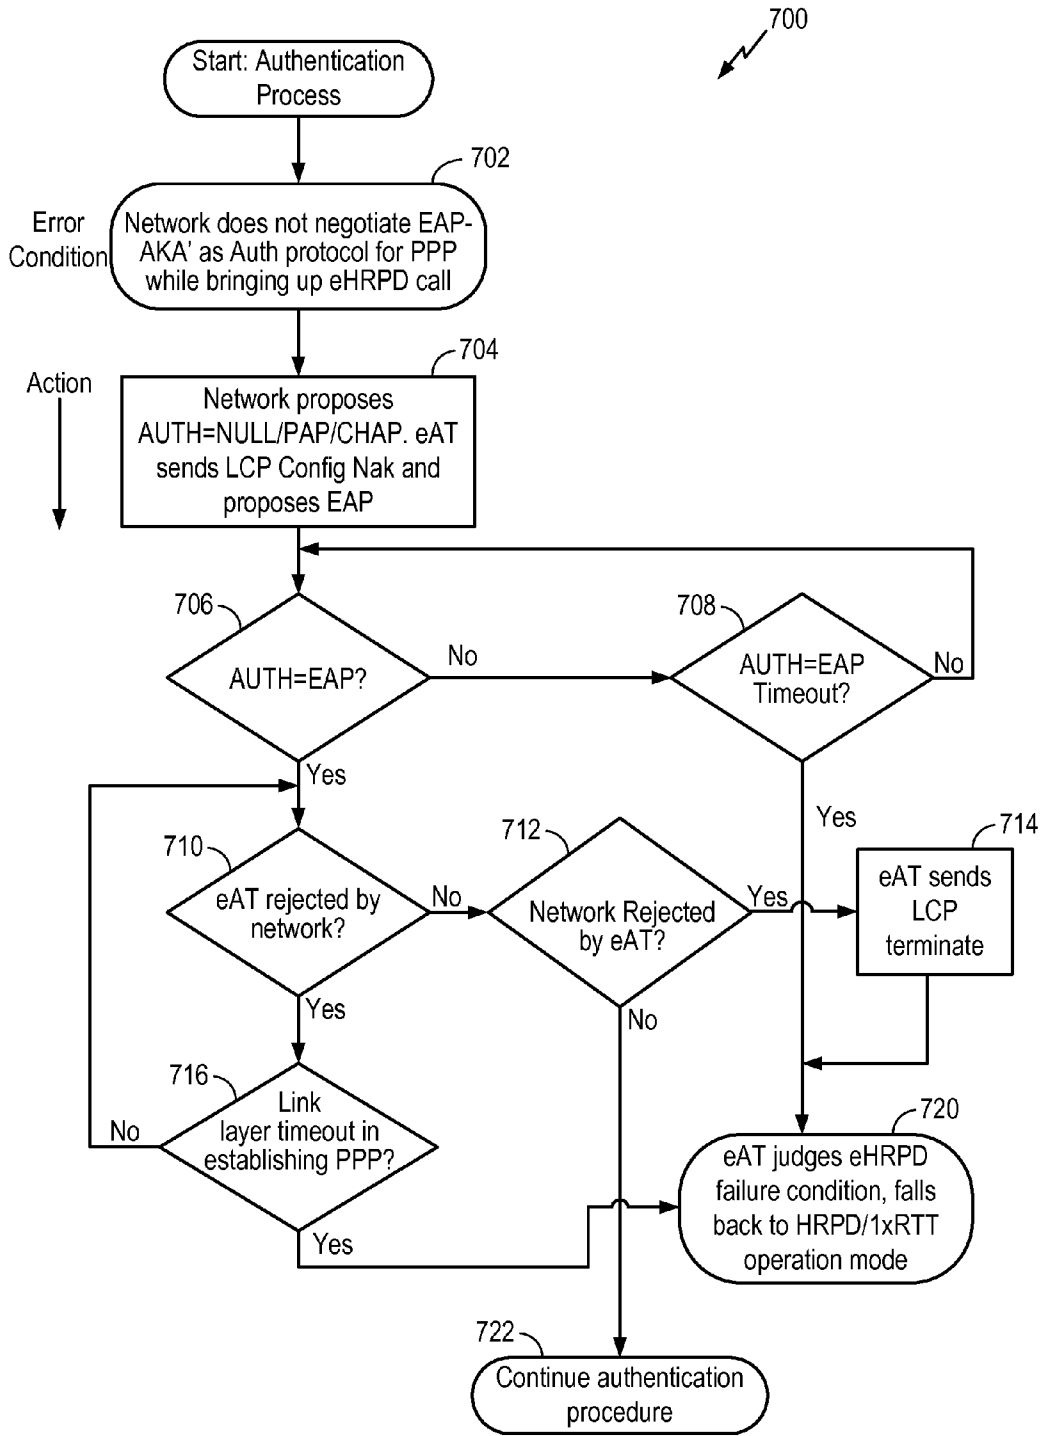 700
Start: Authentication
Process
702
Error
Condition
Network does not negotiate EAP-
AKA' as Auth protocol for PPP
while bringing up eHRPD call
704
Action
Network proposes
AUTH=NULL/PAP/CHAP. eAT
sends LCP Config Nak and
proposes EAP
706
AUTH=EAP?
No
708
AUTH=EAP
Timeout?
No
Yes
Yes
710
eAT rejected by
network?
No
712
Network Rejected
by eAT?
Yes
714
eAT sends
LCP
terminate
Yes
No
716
Link
layer timeout in
establishing PPP?
No
Yes
720
eAT judges eHRPD
failure condition, falls
back to HRPD/1xRTT
operation mode
722
Continue authentication
procedure